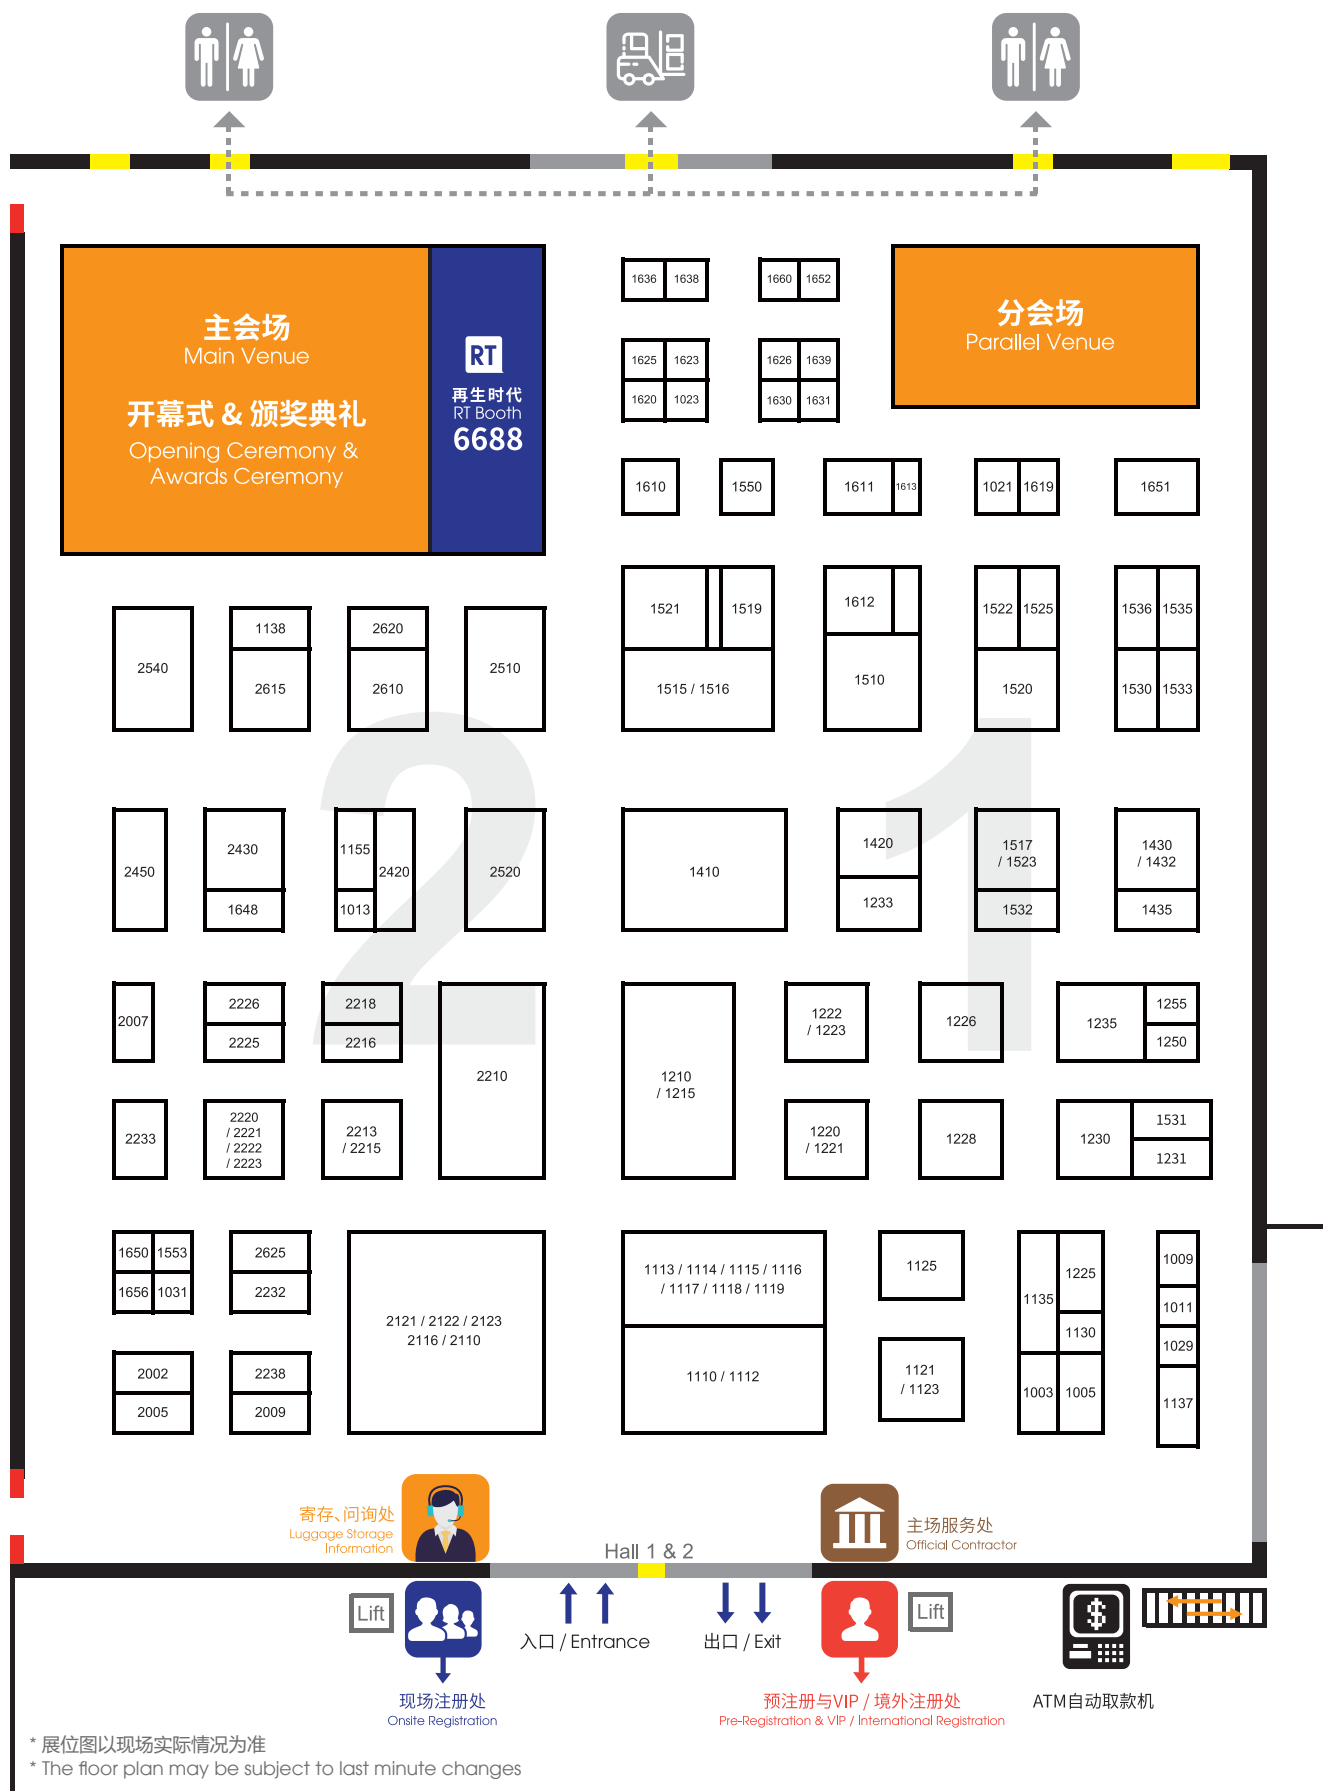 主会场
Main Venue
开幕式 & 颁奖典礼
Opening Ceremony &
Awards Ceremony
RT
再生时代
RT Booth
6688
1636 1638
1660 1652
分会场
Parallel Venue
1625 1623
1620 1023
1626 1639
1630 1631
1610
1550
1611 1613
1021 1619
1651
2540
1138
2615
2620
2610
2510
1521 1519
1515 / 1516
1612
1510
1522 1525
1520
1536 1535
1530 1533
2 1
2450
2430
1648
1155
1013
2420
2520
1410
1420
1233
1517
/ 1523
1532
1430
/ 1432
1435
2007
2226
2225
2218
2216
2210
1210
/ 1215
1222
/ 1223
1226
1235
1255
1250
2233
2220
/ 2221
/ 2222
/ 2223
2213
/ 2215
1220
/ 1221
1228
1230
1531
1231
1650 1553
1656 1031
2625
2232
2121 / 2122 / 2123
2116 / 2110
2002
2005
2238
2009
1113 / 1114 / 1115 / 1116
/ 1117 / 1118 / 1119
1110 / 1112
1125
1121
/ 1123
1135
1225
1130
1003 1005
1009
1011
1029
1137
寄存、问询处
Luggage Storage
Information
Hall 1 & 2
主场服务处
Official Contractor
Lift
入口 / Entrance
出口 / Exit
Lift
$
现场注册处
Onsite Registration
预注册与VIP / 境外注册处
Pre-Registration & VIP / International Registration
ATM自动取款机
* 展位图以现场实际情况为准
* The floor plan may be subject to last minute changes